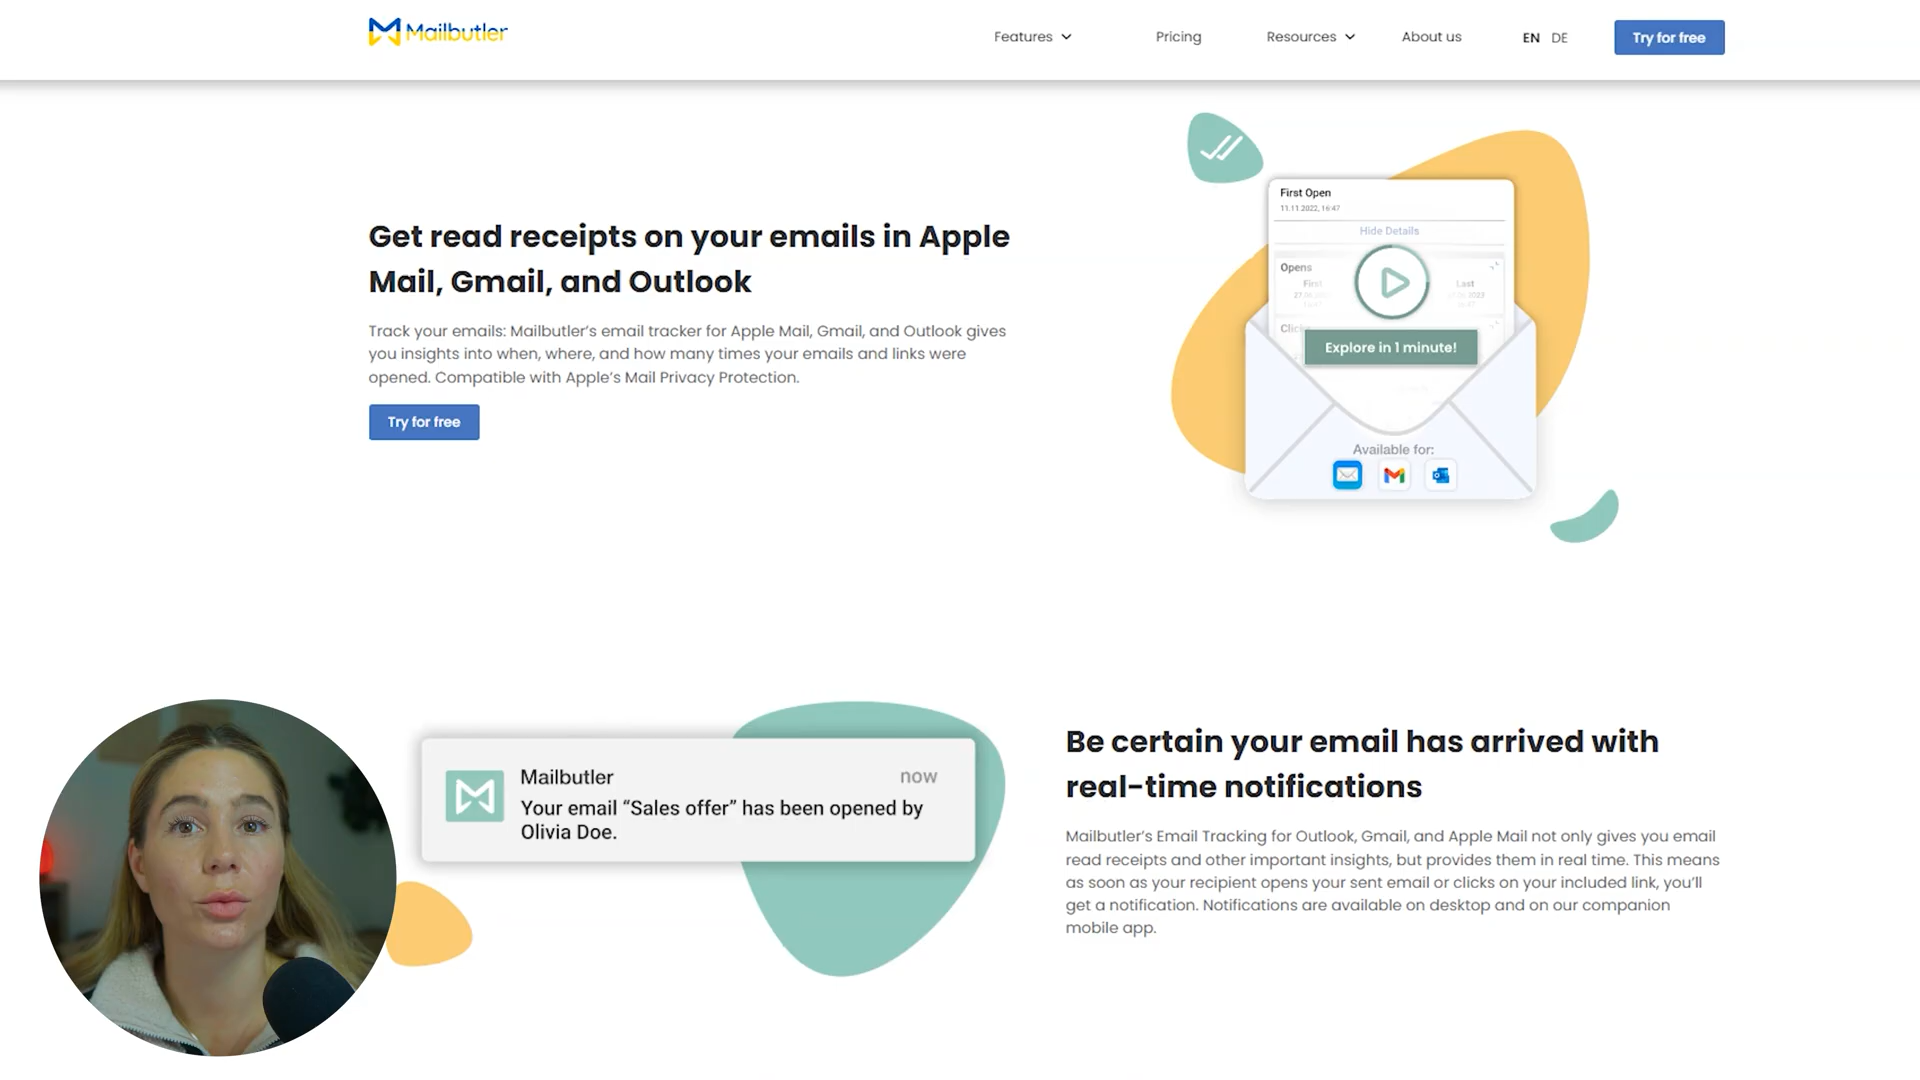 Mailbutler
Features
Pricing
Resources
About us
EN DE
Try for free
Get read receipts on your emails in Apple
Mail, Gmail, and Outlook
Track your emails: Mailbutler’s email tracker for Apple Mail, Gmail, and Outlook gives
you insights into when, where, and how many times your emails and links were
opened. Compatible with Apple’s Mail Privacy Protection.
Try for free
First Open
11.11.2022, 16:47
Hide Details
Opens
First
Last
Explore in 1 minute!
Available for:
Mailbutler now
Your email “Sales offer” has been opened by
Olivia Doe.
Be certain your email has arrived with
real-time notifications
Mailbutler’s Email Tracking for Outlook, Gmail, and Apple Mail not only gives you email
read receipts and other important insights, but provides them in real time. This means
as soon as your recipient opens your sent email or clicks on your included link, you’ll
get a notification. Notifications are available on desktop and on our companion
mobile app.